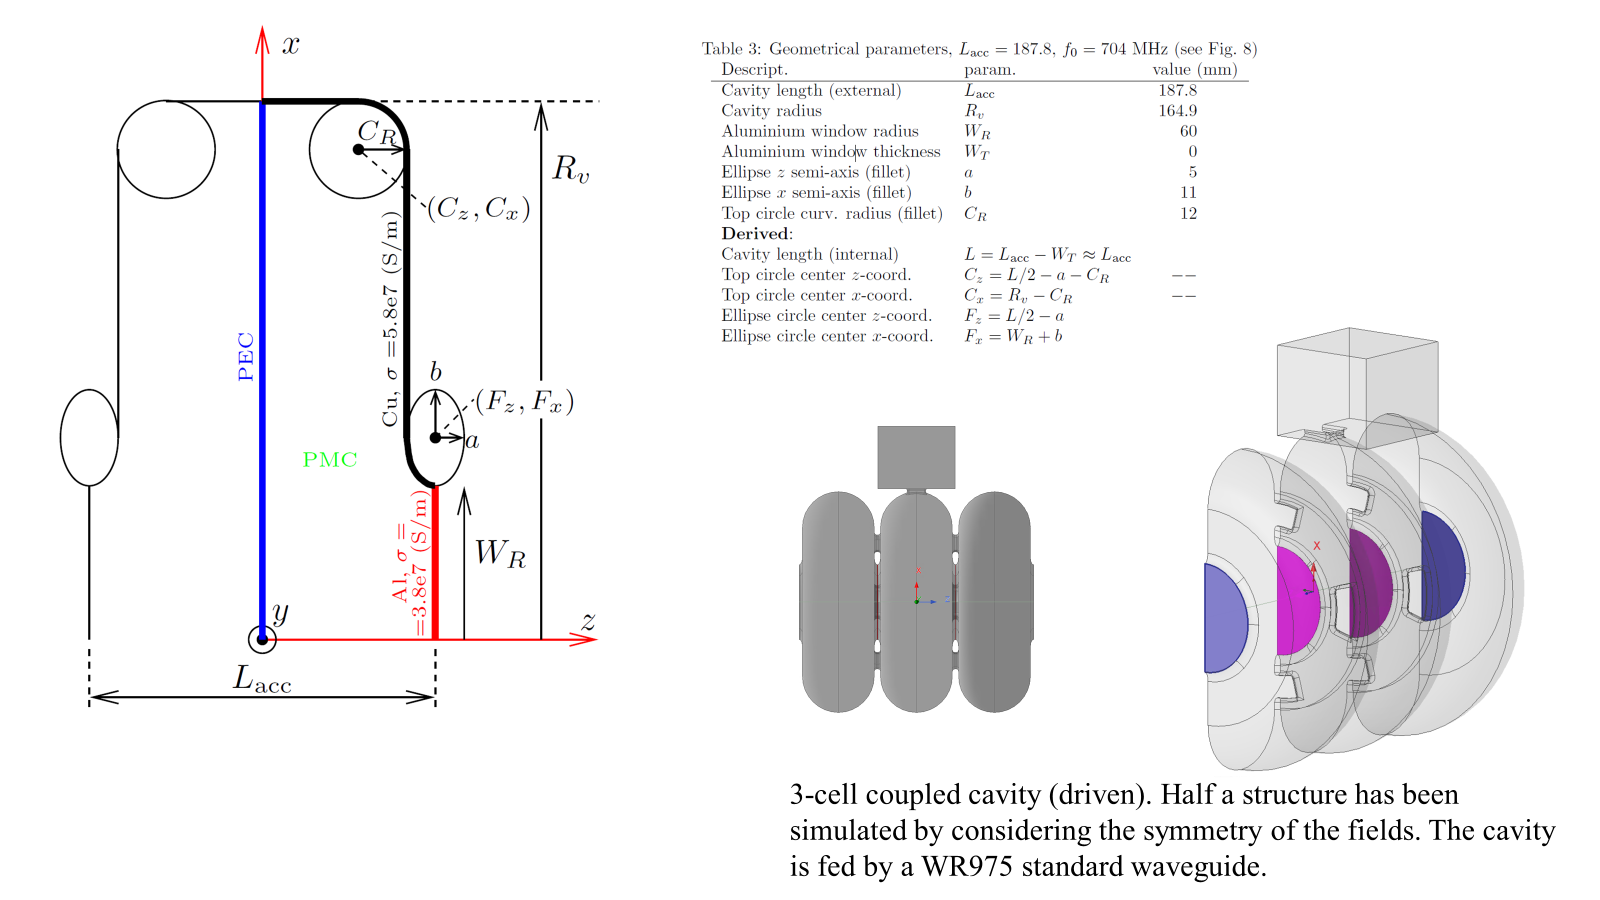 x
C_R
R_v
(C_z, C_x)
Cu, σ =5.8e7 (S/m)
PEC
b
(F_z, F_x)
a
PMC
Al, σ =
=3.8e7 (S/m)
W_R
y
z
L_acc
Table 3: Geometrical parameters, L_acc = 187.8, f_0 = 704 MHz (see Fig. 8)
Descript. param. value (mm)
Cavity length (external) L_acc 187.8
Cavity radius R_v 164.9
Aluminium window radius W_R 60
Aluminium window thickness W_T 0
Ellipse z semi-axis (fillet) a 5
Ellipse x semi-axis (fillet) b 11
Top circle curv. radius (fillet) C_R 12
Derived:
Cavity length (internal) L = L_acc − W_T ≈ L_acc
Top circle center z-coord. C_z = L/2 − a − C_R −−
Top circle center x-coord. C_x = R_v − C_R −−
Ellipse circle center z-coord. F_z = L/2 − a
Ellipse circle center x-coord. F_x = W_R + b
X
3-cell coupled cavity (driven). Half a structure has been
simulated by considering the symmetry of the fields. The cavity
is fed by a WR975 standard waveguide.